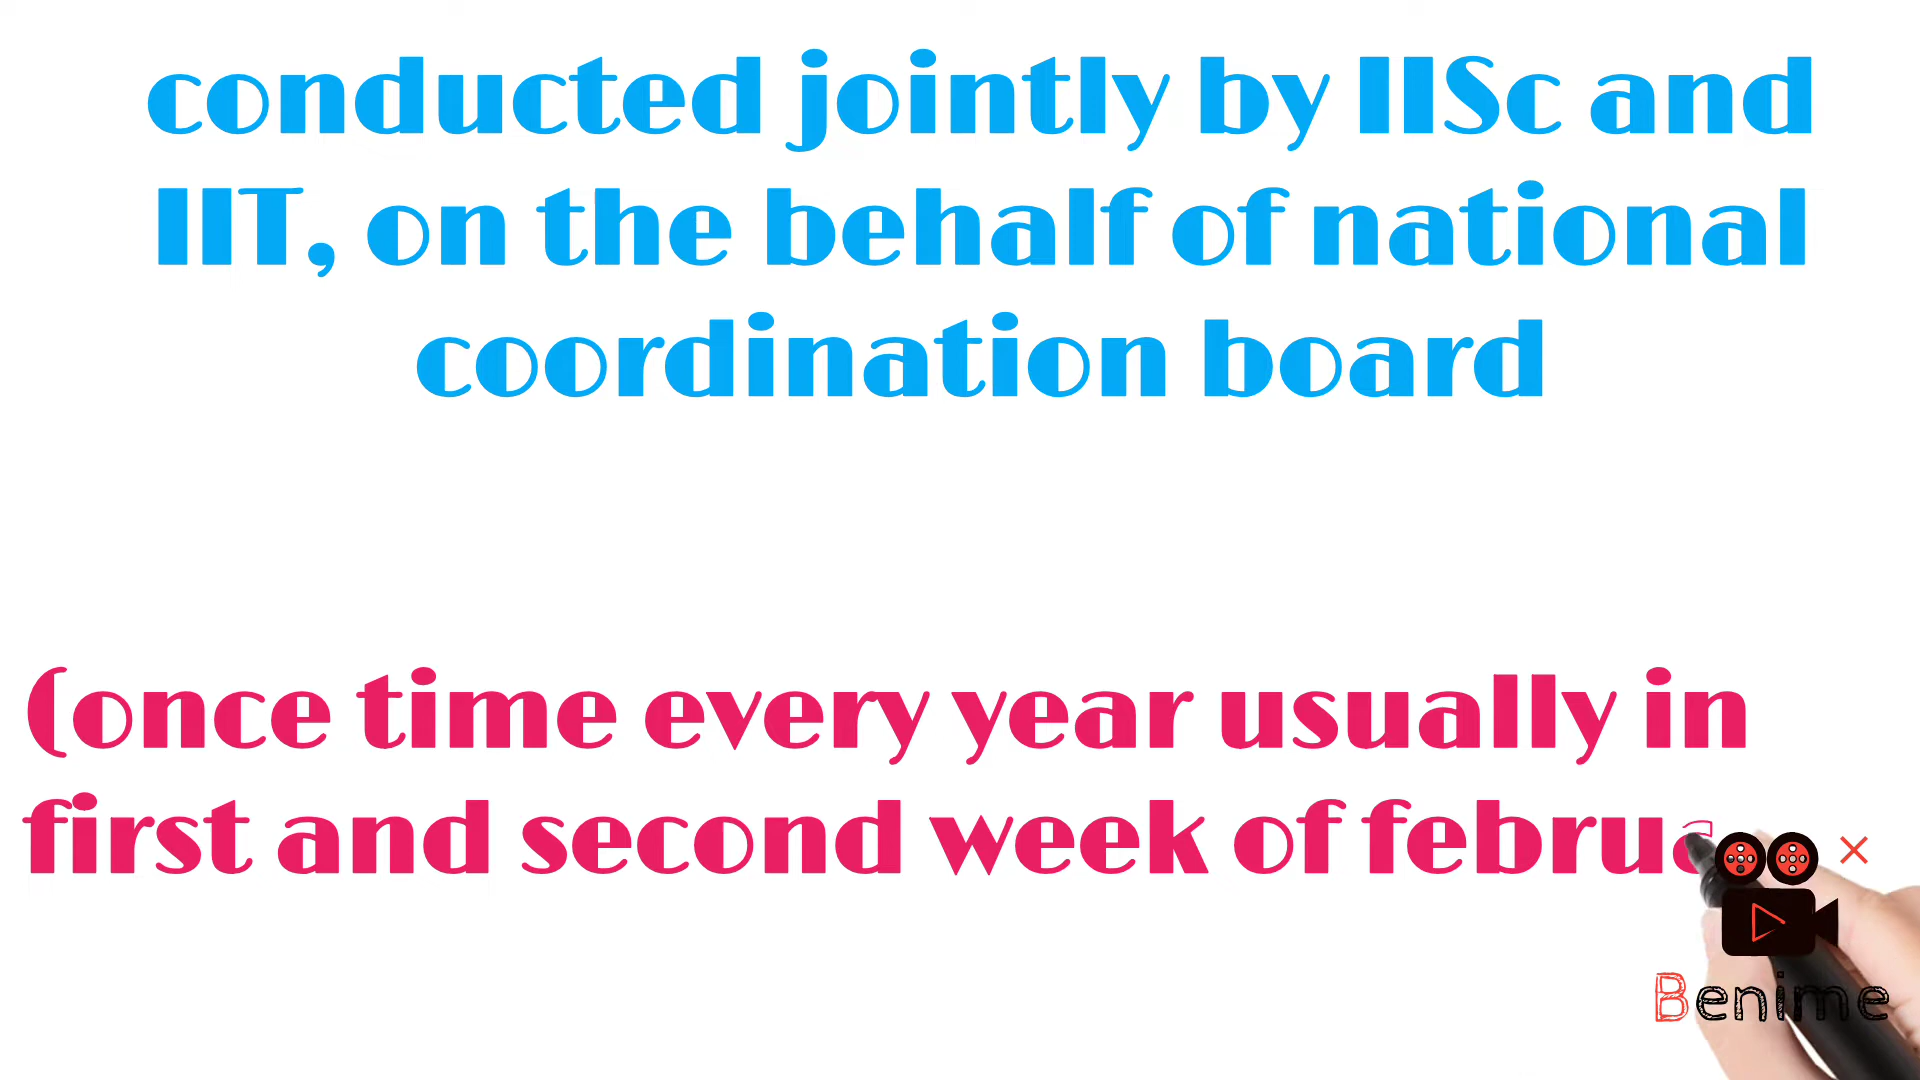 conducted jointly by IISc and
IIT, on the behalf of national
coordination board
(once time every year usually in
first and second week of februa
Benime